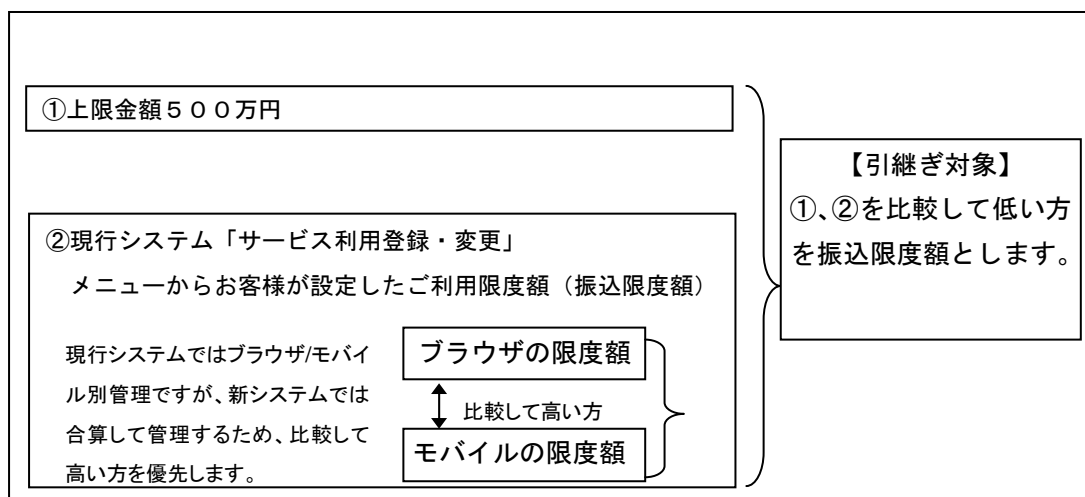 ①上限金額５００万円
【引継ぎ対象】
①、②を比較して低い方
を振込限度額とします。
②現行システム「サービス利用登録・変更」
メニューからお客様が設定したご利用限度額（振込限度額）
現行システムではブラウザ/モバイ
ル別管理ですが、新システムでは
合算して管理するため、比較して
高い方を優先します。
ブラウザの限度額
比較して高い方
モバイルの限度額